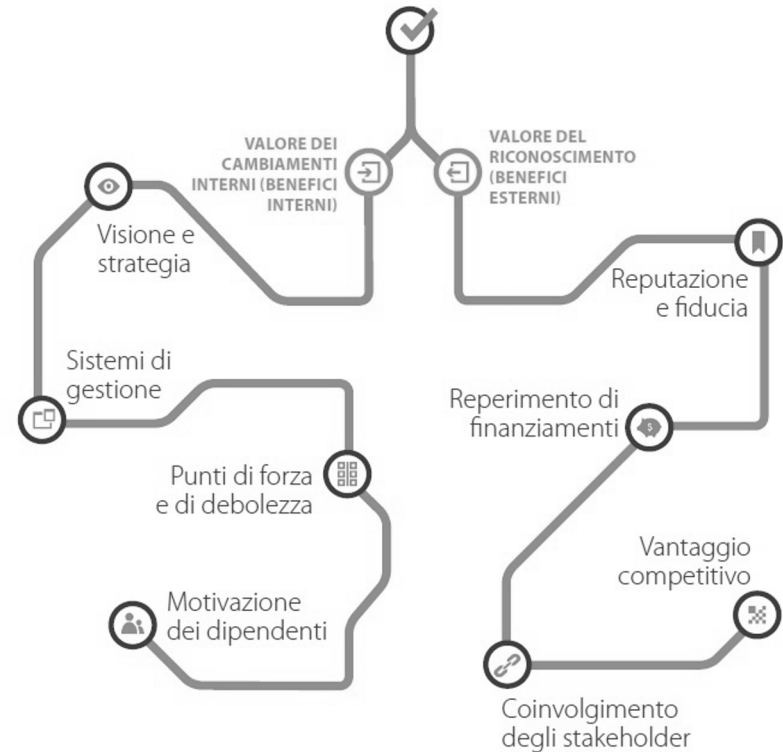 VALORE DEI
CAMBIAMENTI
INTERNI (BENEFICI
INTERNI)
VALORE DEL
RICONOSCIMENTO
(BENEFICI
ESTERNI)
Visione e
strategia
Reputazione
e fiducia
Sistemi di
gestione
Reperimento di
finanziamenti
$
Punti di forza
e di debolezza
Vantaggio
competitivo
Motivazione
dei dipendenti
Coinvolgimento
degli stakeholder